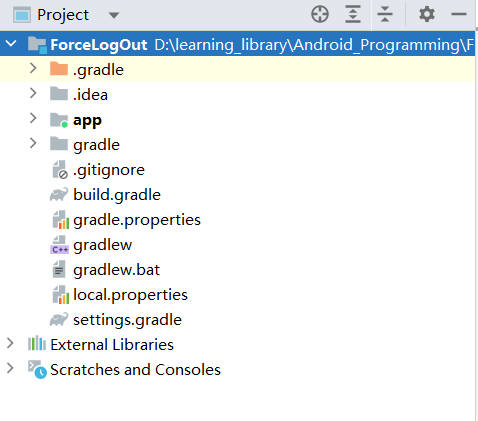 Project
ForceLogOut D:\learning_library\Android_Programming\F
.gradle
.idea
app
gradle
.gitignore
build.gradle
gradle.properties
C++ gradlew
gradlew.bat
local.properties
settings.gradle
External Libraries
Scratches and Consoles